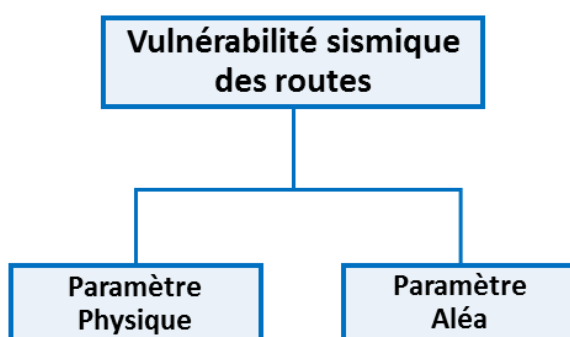 Vulnérabilité sismique
des routes
Paramètre
Physique
Paramètre
Aléa